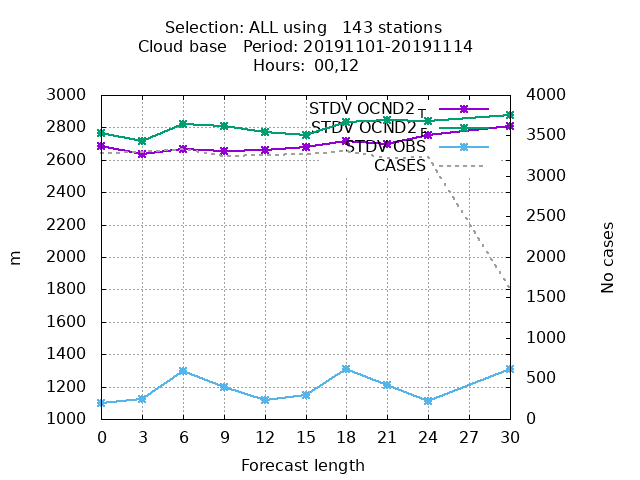 Selection: ALL using   143 stations
Cloud base   Period: 20191101-20191114
Hours: 00,12
3000
2800
2600
2400
2200
2000
1800
1600
1400
1200
1000
m
STDV OCND2_T
STDV OCND2_F
STDV OBS
CASES
4000
3500
3000
2500
2000
1500
1000
500
0
No cases
0 3 6 9 12 15 18 21 24 27 30
Forecast length